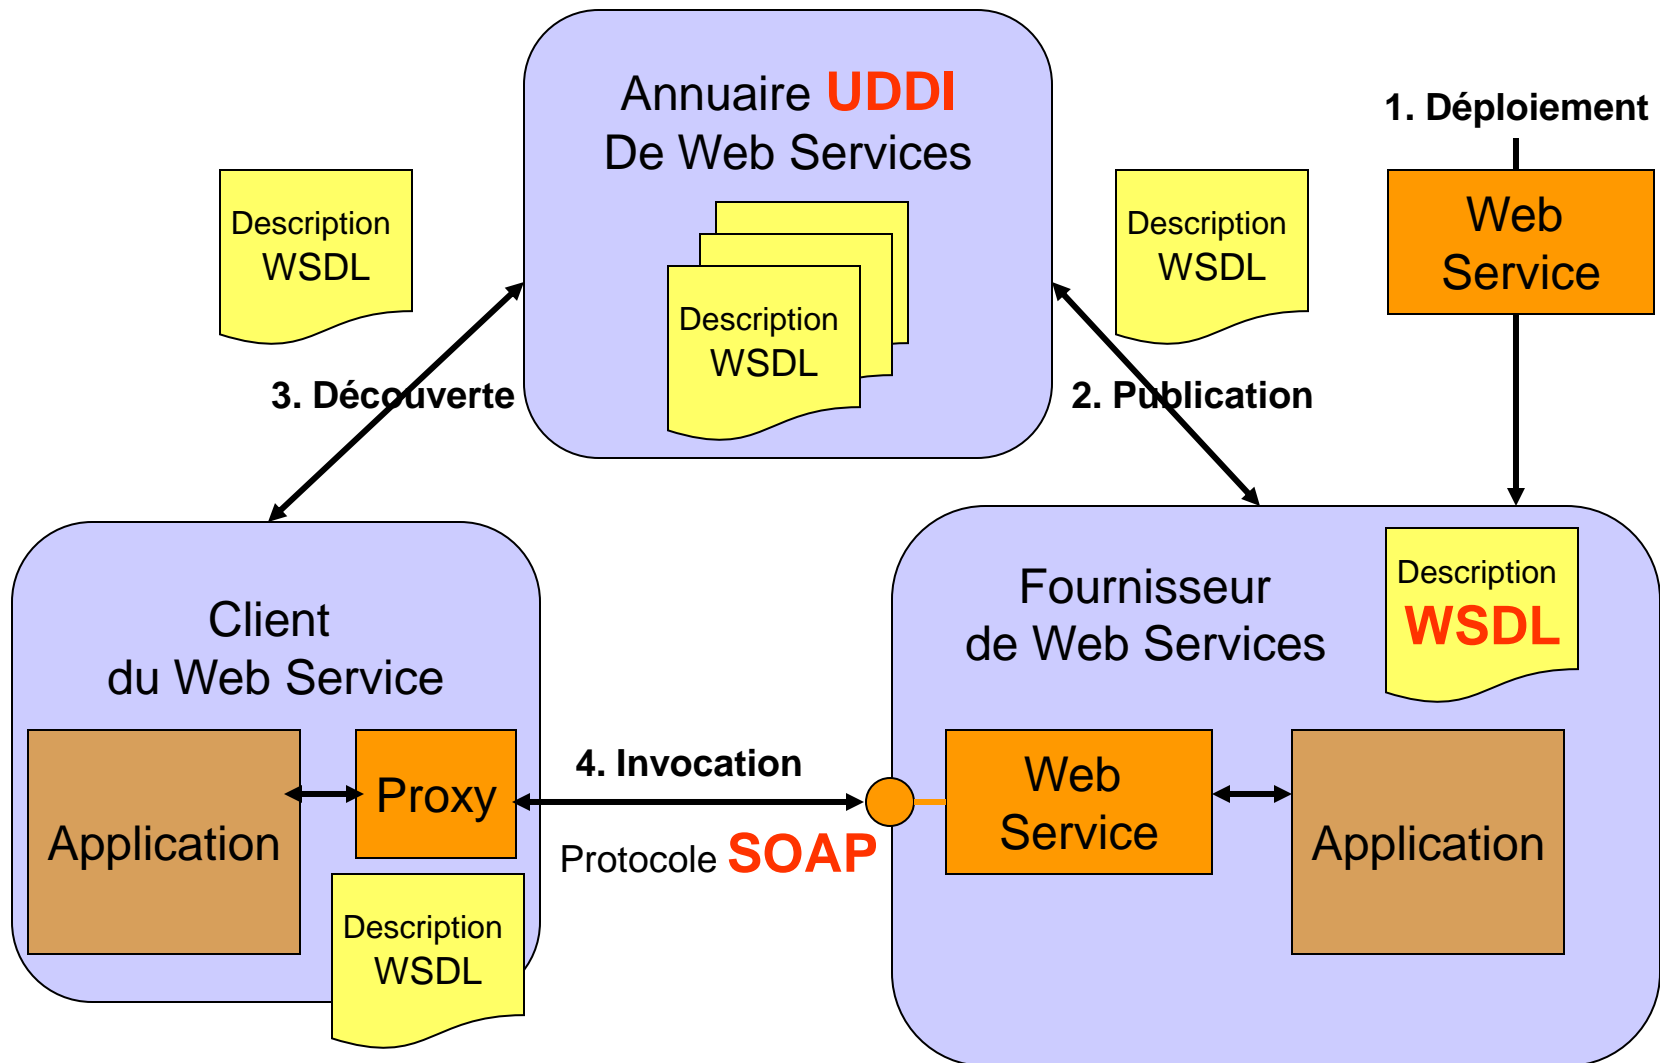 Annuaire UDDI
De Web Services
1. Déploiement
Description
WSDL
Description
WSDL
Web
Service
Description
WSDL
3. Découverte
2. Publication
Client
du Web Service
Fournisseur
de Web Services
Description
WSDL
Application
Proxy
4. Invocation
Protocole SOAP
Web
Service
Application
Description
WSDL